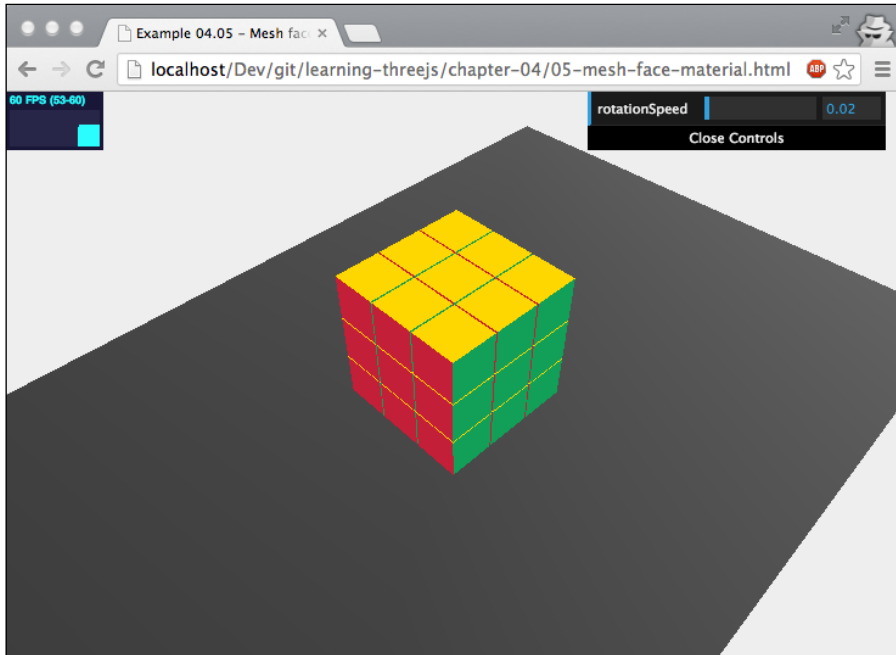 Example 04.05 – Mesh fac
localhost/Dev/git/learning-threejs/chapter-04/05-mesh-face-material.html
ABP
60 FPS (53-60)
rotationSpeed 0.02
Close Controls